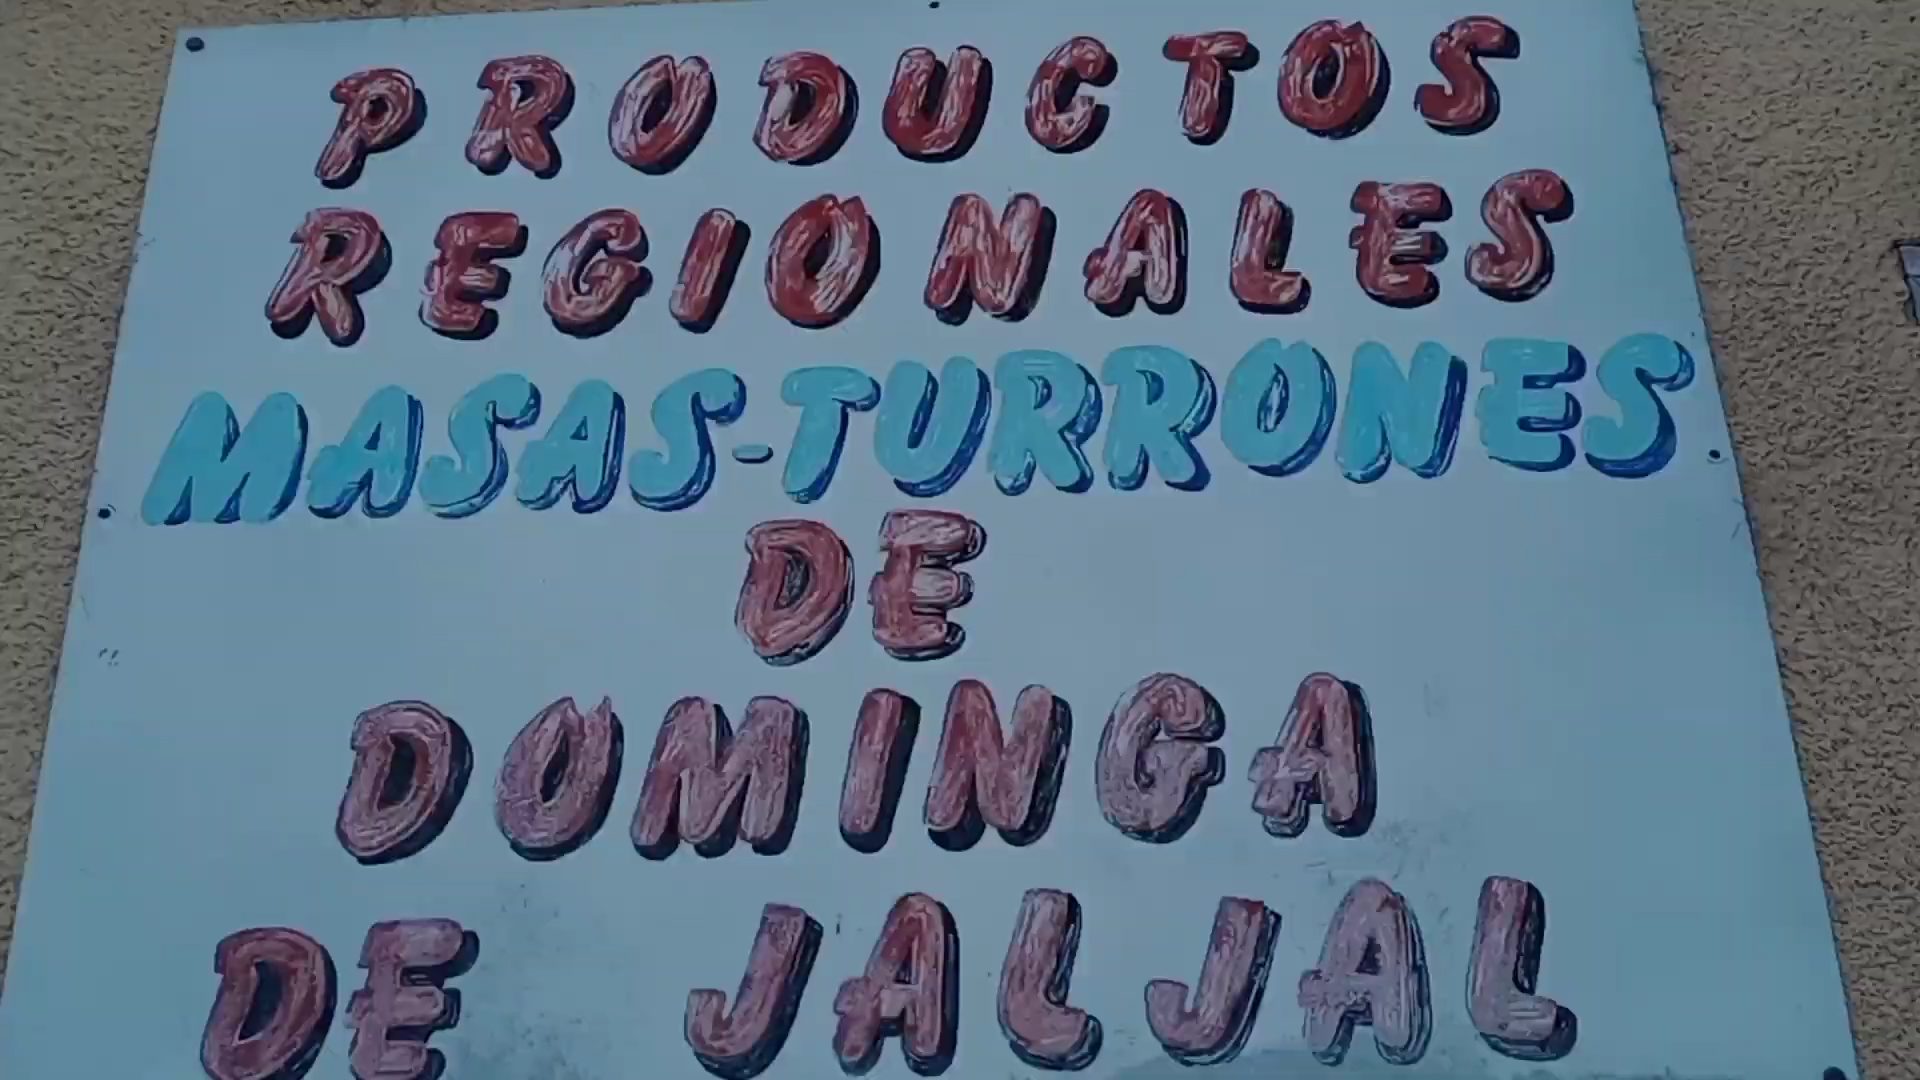 PRODUCTOS
REGIONALES
MASAS-TURRONES
DE
DOMINGA
DE JALJAL